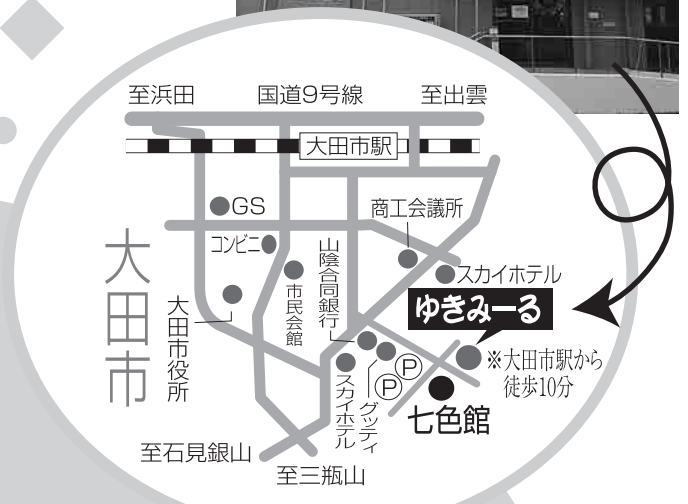 至浜田
国道9号線
至出雲
大田市駅
GS
商工会議所
コンビニ
山陰合同銀行
市民会館
スカイホテル
ゆきみーる
大田市
大田市役所
※大田市駅から
徒歩10分
P
P
スカイホテル
グッディ
七色館
至石見銀山
至三瓶山